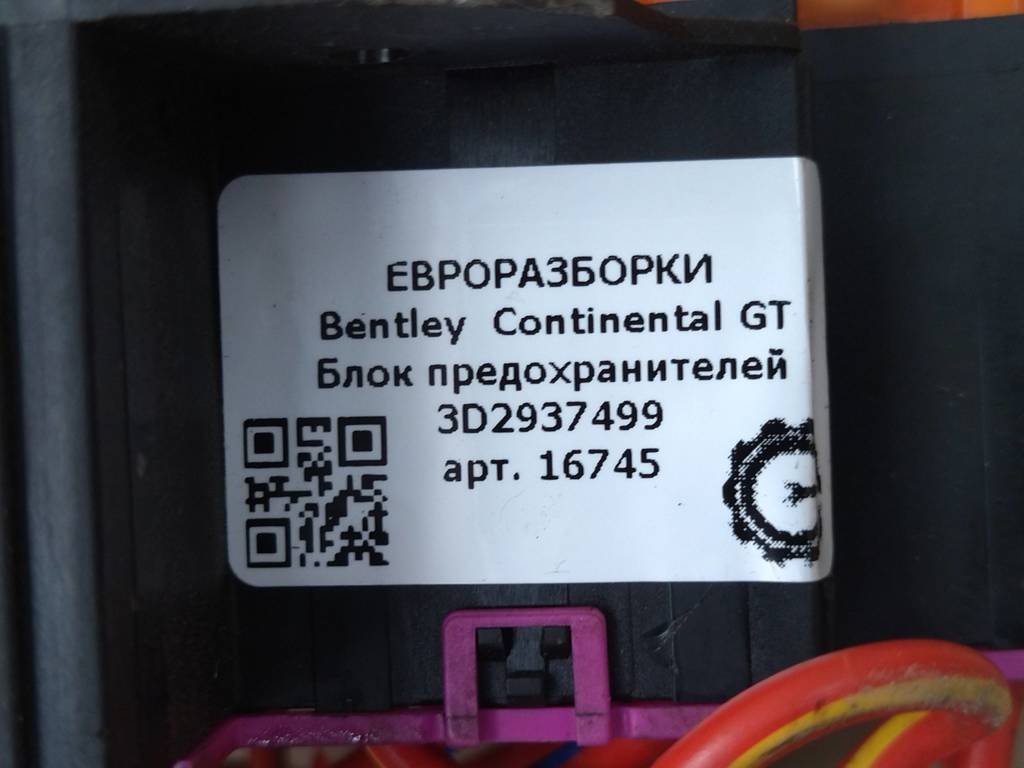 ЕВРОРАЗБОРКИ
Bentley Continental GT
Блок предохранителей
3D2937499
арт. 16745